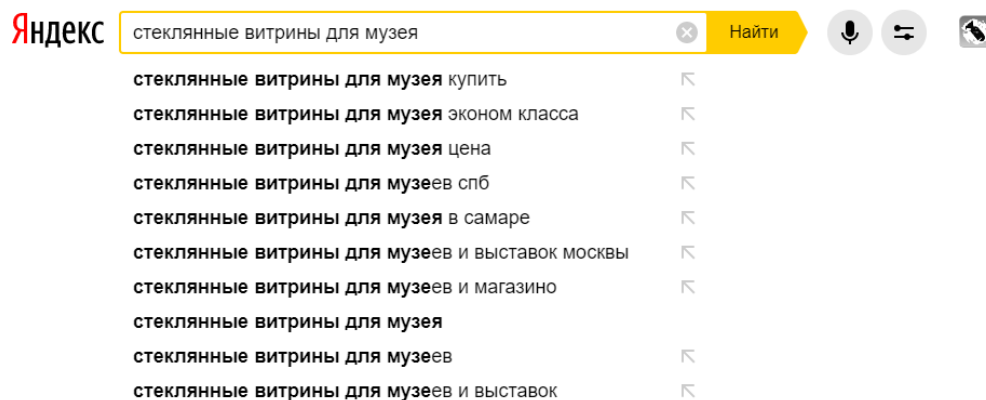 Яндекс стеклянные витрины для музея Найти
стеклянные витрины для музея купить
стеклянные витрины для музея эконом класса
стеклянные витрины для музея цена
стеклянные витрины для музеев спб
стеклянные витрины для музея в самаре
стеклянные витрины для музеев и выставок москвы
стеклянные витрины для музеев и магазино
стеклянные витрины для музея
стеклянные витрины для музеев
стеклянные витрины для музеев и выставок